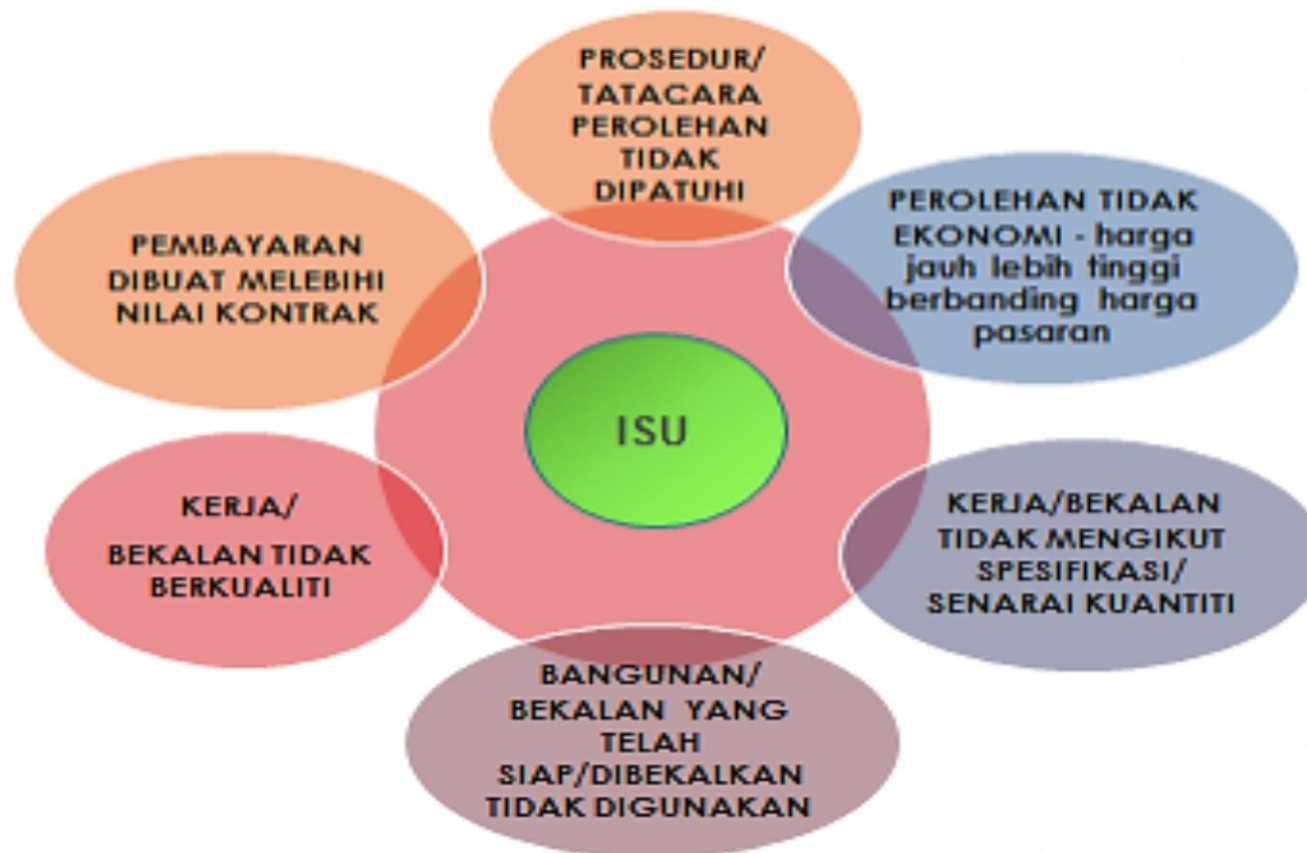 PROSEDUR/
TATACARA
PEROLEHAN
TIDAK
DIPATUHI
PEROLEHAN TIDAK
EKONOMI - harga
jauh lebih tinggi
berbanding harga
pasaran
KERJA/BEKALAN
TIDAK MENGIKUT
SPESIFIKASI/
SENARAI KUANTITI
BANGUNAN/
BEKALAN YANG
TELAH
SIAP/DIBEKALKAN
TIDAK DIGUNAKAN
KERJA/
BEKALAN TIDAK
BERKUALITI
PEMBAYARAN
DIBUAT MELEBIHI
NILAI KONTRAK
ISU